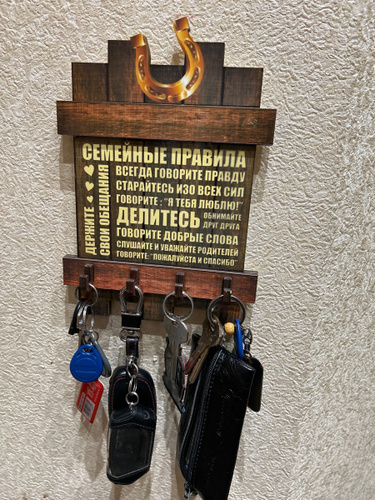 СЕМЕЙНЫЕ ПРАВИЛА
ДЕРЖИТЕ
СВОИ ОБЕЩАНИЯ
ВСЕГДА ГОВОРИТЕ ПРАВДУ
СТАРАЙТЕСЬ ИЗО ВСЕХ СИЛ
ГОВОРИТЕ: "Я ТЕБЯ ЛЮБЛЮ!"
ДЕЛИТЕСЬ
ОБНИМАЙТЕ
ДРУГ ДРУГА
ГОВОРИТЕ ДОБРЫЕ СЛОВА
СЛУШАЙТЕ И УВАЖАЙТЕ РОДИТЕЛЕЙ
ГОВОРИТЕ: "ПОЖАЛУЙСТА И СПАСИБО"